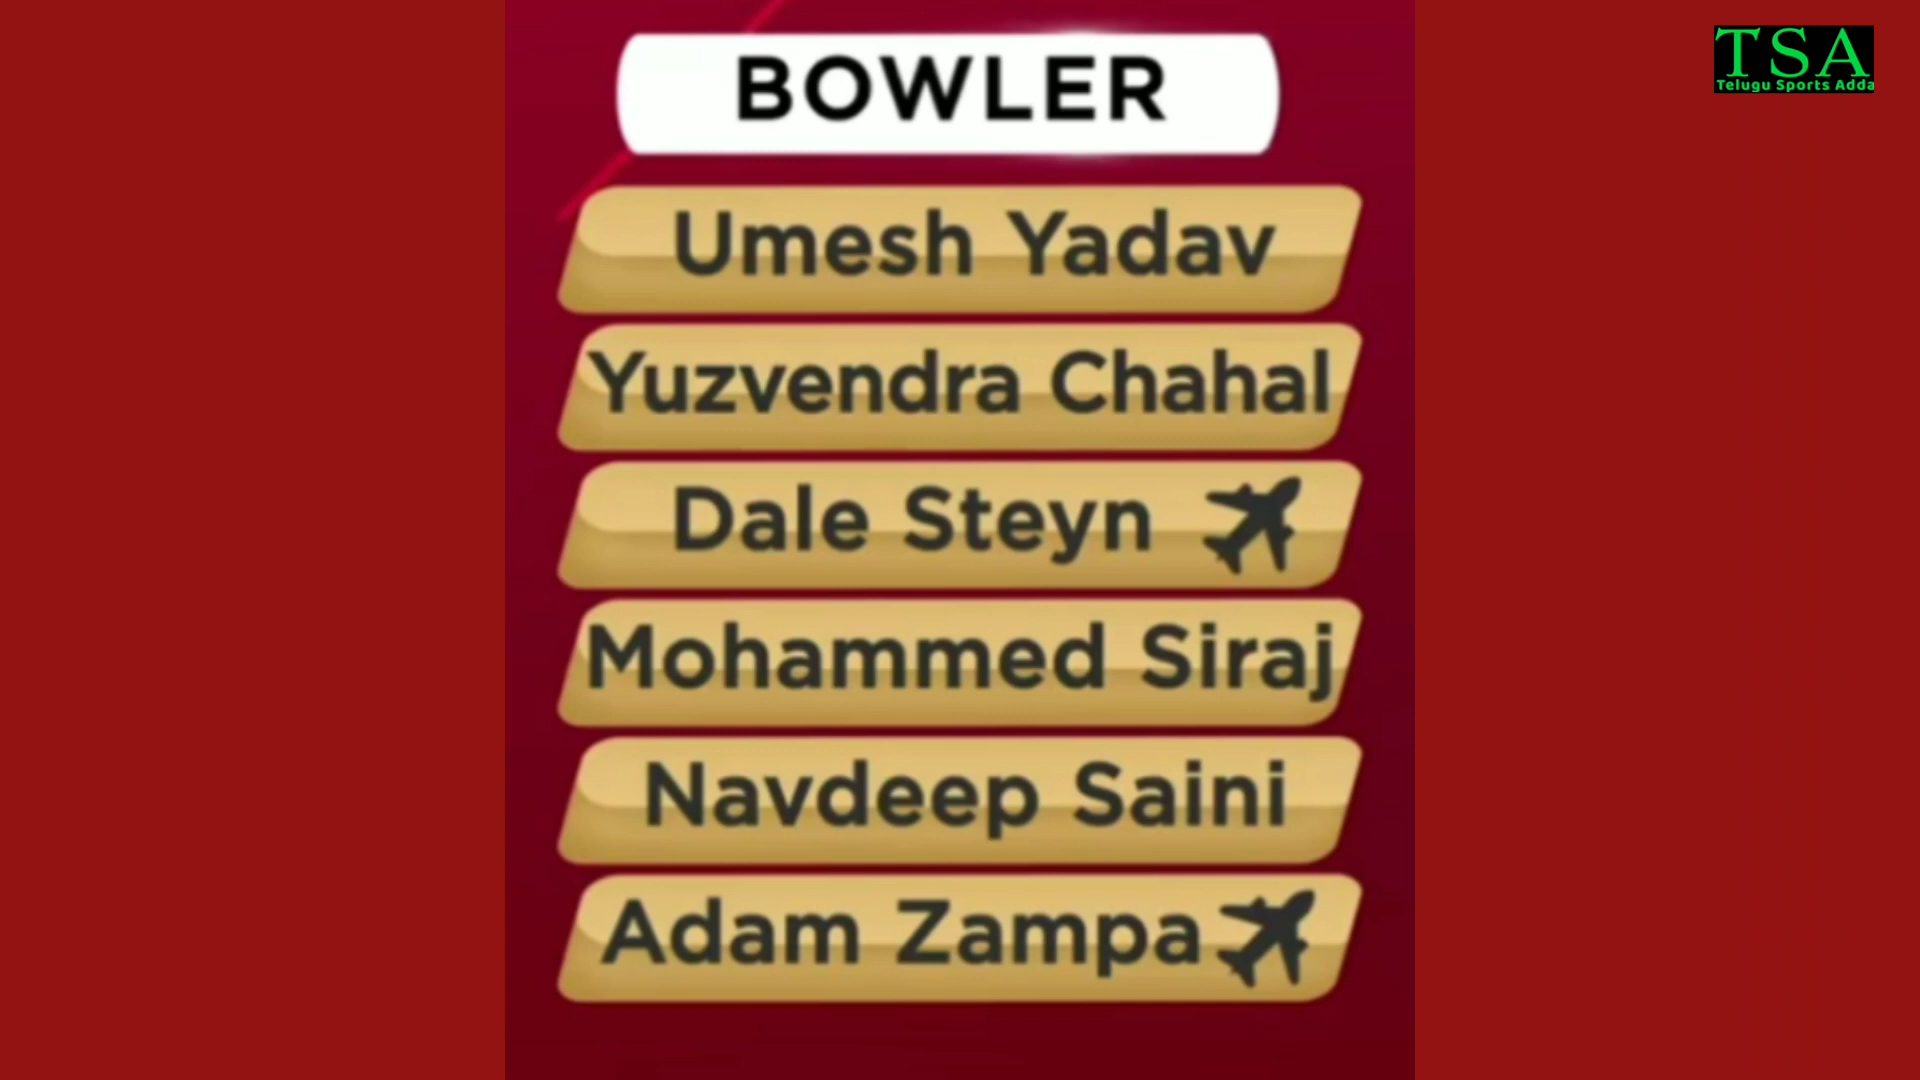 BOWLER
TSA
Telugu Sports Adda
Umesh Yadav
Yuzvendra Chahal
Dale Steyn
Mohammed Siraj
Navdeep Saini
Adam Zampa